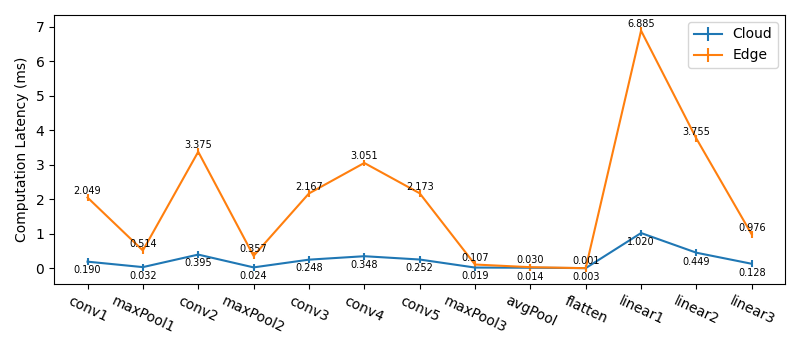 Computation Latency (ms)
7
6
5
4
3
2
1
0
Cloud
Edge
2.049
0.514
3.375
0.357
2.167
3.051
2.173
0.107
0.030
0.001
6.885
3.755
0.976
0.190
0.032
0.395
0.024
0.248
0.348
0.252
0.019
0.014
0.003
1.020
0.449
0.128
conv1
maxPool1
conv2
maxPool2
conv3
conv4
conv5
maxPool3
avgPool
flatten
linear1
linear2
linear3